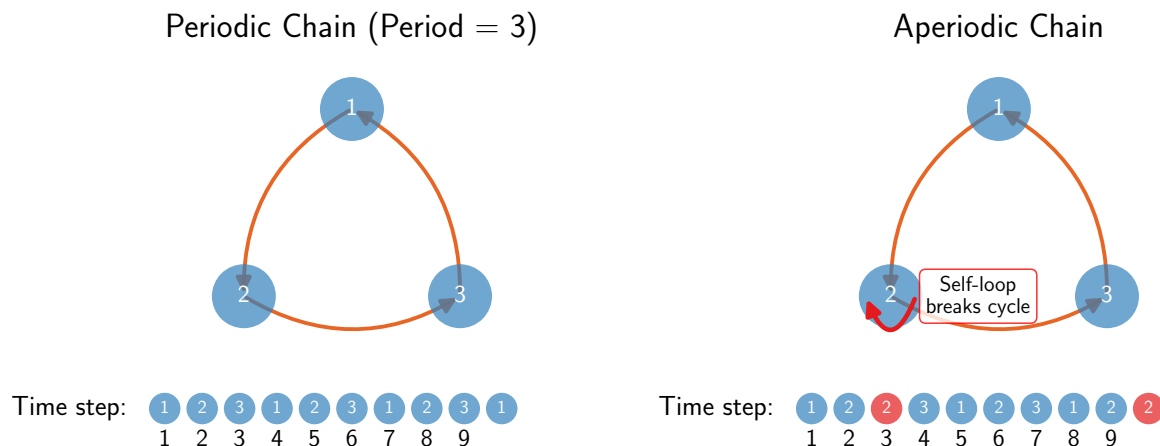 Periodic Chain (Period = 3)
1
2
3
Time step: 1 2 3 1 2 3 1 2 3 1
1 2 3 4 5 6 7 8 9
Aperiodic Chain
1
2
Self-loop
breaks cycle
3
Time step: 1 2 2 3 1 2 3 1 2 2
1 2 3 4 5 6 7 8 9